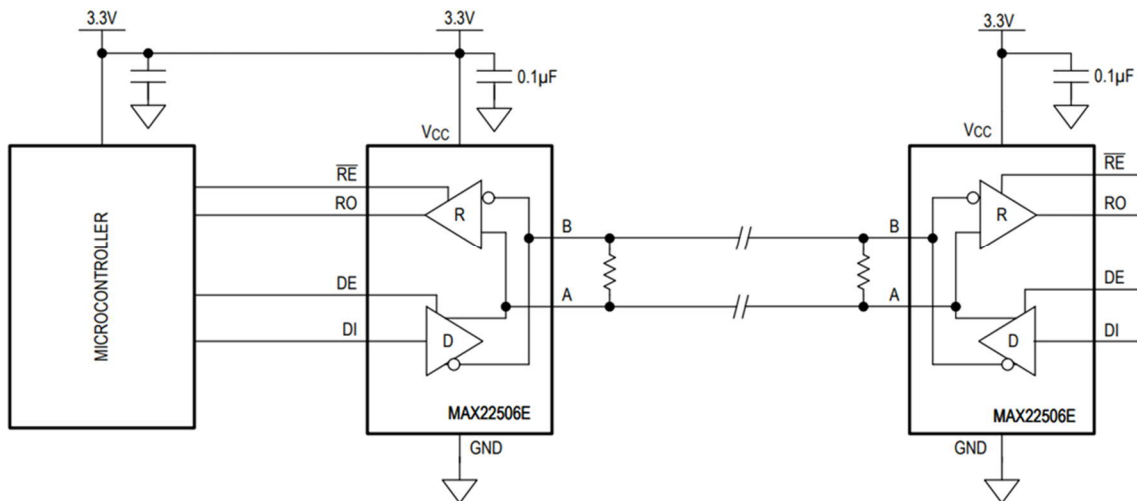 3.3V
3.3V
3.3V
0.1µF
0.1µF
VCC
VCC
MICROCONTROLLER
RE
RO
DE
DI
R
D
B
A
B
A
R
D
RE
RO
DE
DI
MAX22506E
MAX22506E
GND
GND